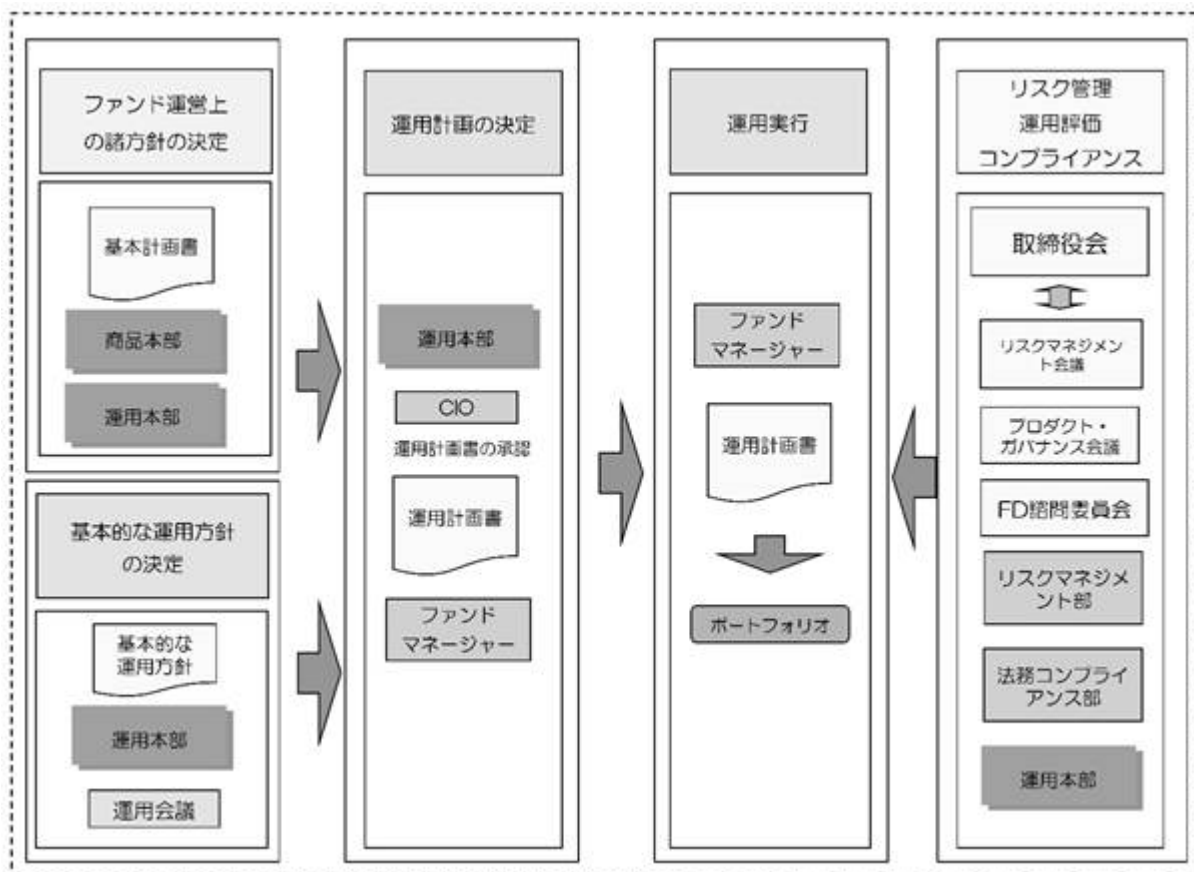 ファンド運営上
の諸方針の決定
基本計画書
商品本部
運用本部
基本的な運用方針
の決定
基本的な
運用方針
運用本部
運用会議
運用計画の決定
運用本部
CIO
運用計画書の承認
運用計画書
ファンド
マネージャー
運用実行
ファンド
マネージャー
運用計画書
ポートフォリオ
リスク管理
運用評価
コンプライアンス
取締役会
リスクマネジメン
ト会議
プロダクト・
ガバナンス会議
FD諮問委員会
リスクマネジメ
ント部
法務コンプライ
アンス部
運用本部